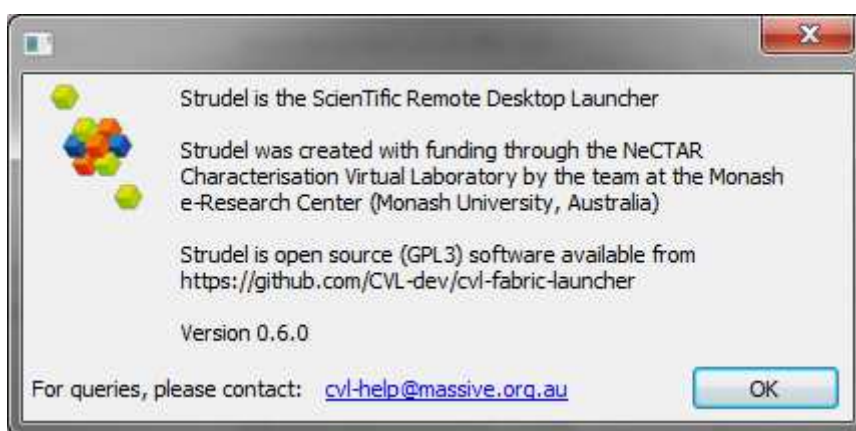 Strudel is the ScienTific Remote Desktop Launcher
Strudel was created with funding through the NeCTAR
Characterisation Virtual Laboratory by the team at the Monash
e-Research Center (Monash University, Australia)
Strudel is open source (GPL3) software available from
https://github.com/CVL-dev/cvl-fabric-launcher
Version 0.6.0
For queries, please contact: cvl-help@massive.org.au OK